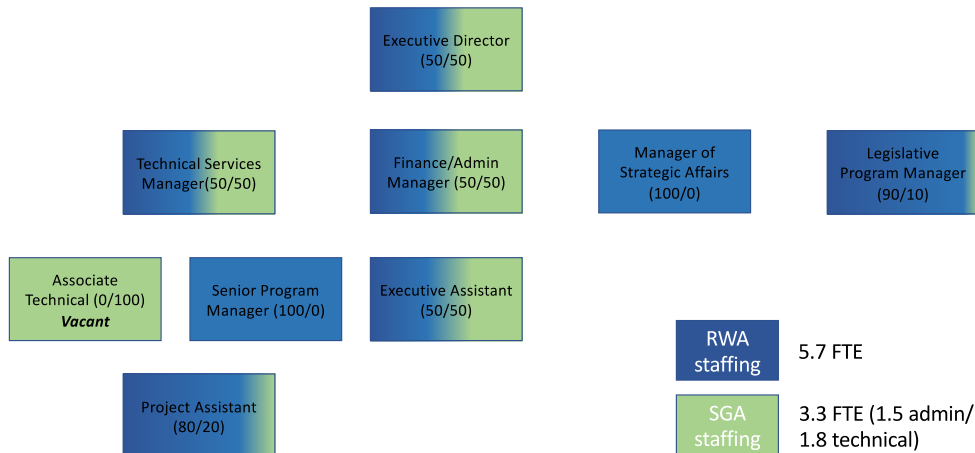 Executive Director
(50/50)
Technical Services
Manager(50/50)
Finance/Admin
Manager (50/50)
Manager of
Strategic Affairs
(100/0)
Legislative
Program Manager
(90/10)
Associate
Technical (0/100)
Vacant
Senior Program
Manager (100/0)
Executive Assistant
(50/50)
RWA
staffing
5.7 FTE
Project Assistant
(80/20)
SGA
staffing
3.3 FTE (1.5 admin/
1.8 technical)